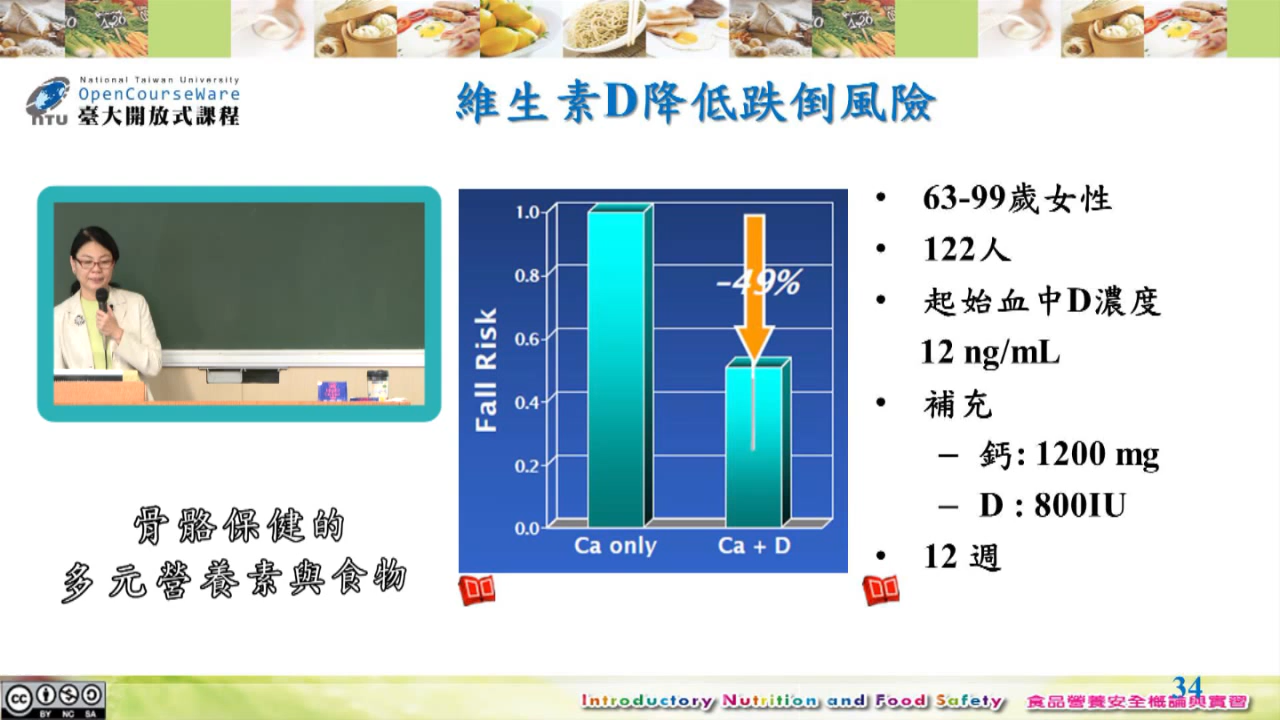 National Taiwan University
OpenCourseWare
NTU 臺大開放式課程
維生素D降低跌倒風險
Fall Risk
1.0
0.8
0.6
0.4
0.2
0.0
-49%
Ca only
Ca + D
• 63-99歲女性
• 122人
• 起始血中D濃度
12 ng/mL
• 補充
– 鈣: 1200 mg
– D : 800IU
• 12 週
骨骼保健的
多元營養素與食物
cc BY NC SA
Introductory Nutrition and Food Safety 食品營養安全概論與實習
34